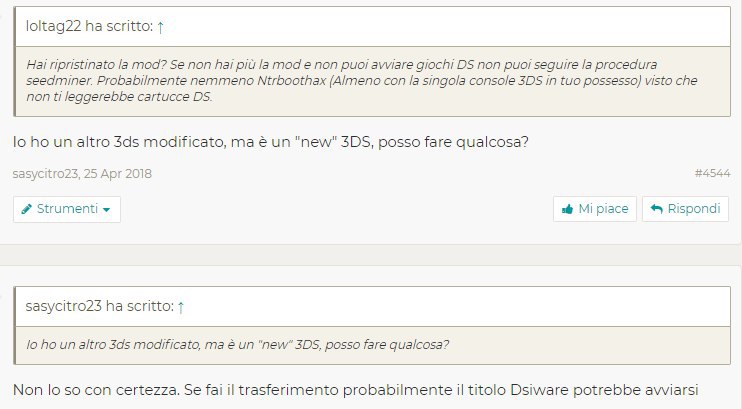 loltag22 ha scritto: ↑
Hai ripristinato la mod? Se non hai più la mod e non puoi avviare giochi DS non puoi seguire la procedura
seedminer. Probabilmente nemmeno Ntrboothax (Almeno con la singola console 3DS in tuo possesso) visto che
non ti leggerebbe cartucce DS.
Io ho un altro 3ds modificato, ma è un "new" 3DS, posso fare qualcosa?
sasycitro23, 25 Apr 2018 #4544
Strumenti Mi piace Rispondi
sasycitro23 ha scritto: ↑
Io ho un altro 3ds modificato, ma è un "new" 3DS, posso fare qualcosa?
Non lo so con certezza. Se fai il trasferimento probabilmente il titolo Dsiware potrebbe avviarsi